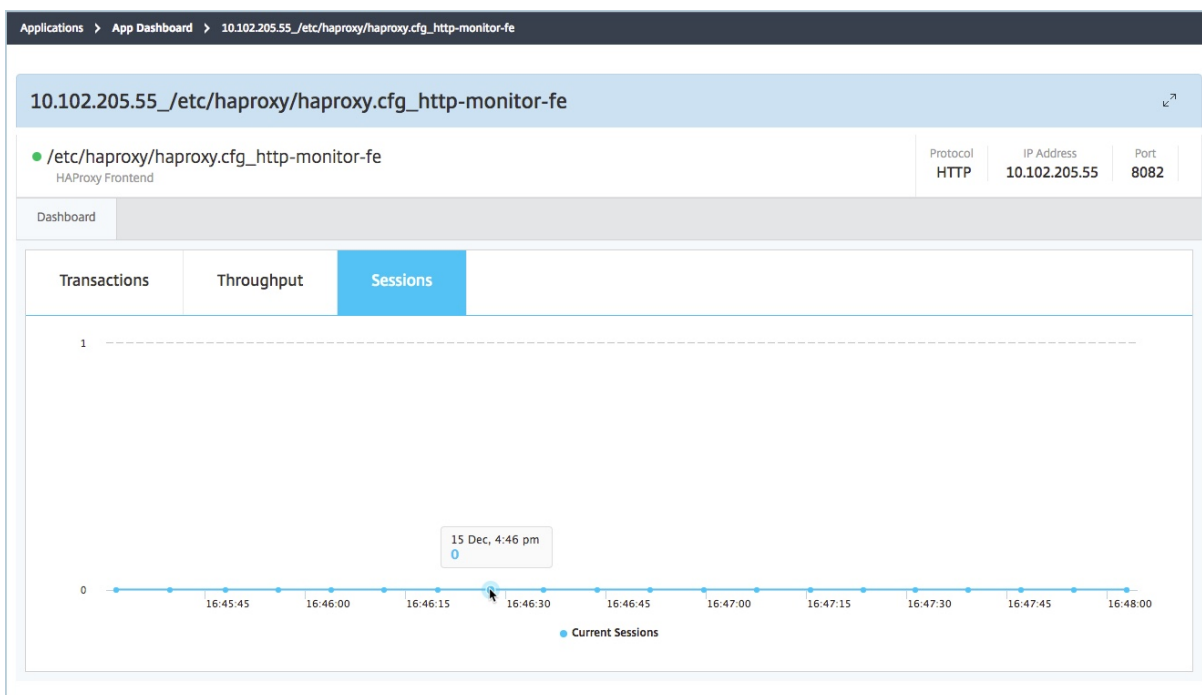 Applications > App Dashboard > 10.102.205.55_/etc/haproxy/haproxy.cfg_http-monitor-fe
10.102.205.55_/etc/haproxy/haproxy.cfg_http-monitor-fe
/etc/haproxy/haproxy.cfg_http-monitor-fe
HAProxy Frontend
Protocol IP Address Port
HTTP 10.102.205.55 8082
Dashboard
Transactions Throughput Sessions
1
15 Dec, 4:46 pm
0
0
16:45:45 16:46:00 16:46:15 16:46:30 16:46:45 16:47:00 16:47:15 16:47:30 16:47:45 16:48:00
Current Sessions